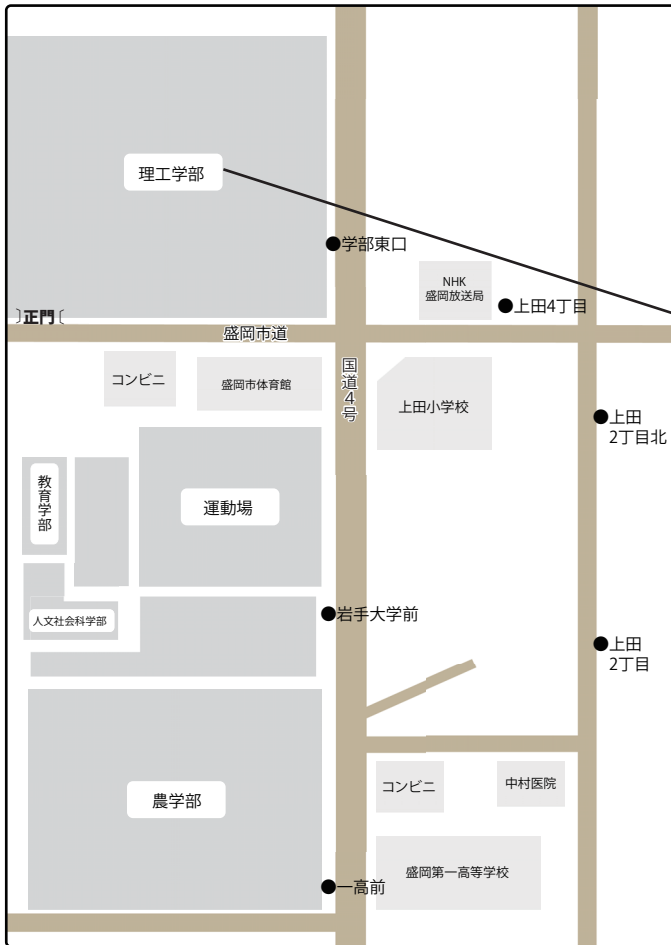 理工学部
学部東口
NHK
盛岡放送局
上田4丁目
正門
盛岡市道
コンビニ
盛岡市体育館
国道4号
上田小学校
上田
2丁目北
教育学部
運動場
人文社会科学部
岩手大学前
上田
2丁目
農学部
コンビニ
中村医院
盛岡第一高等学校
一高前